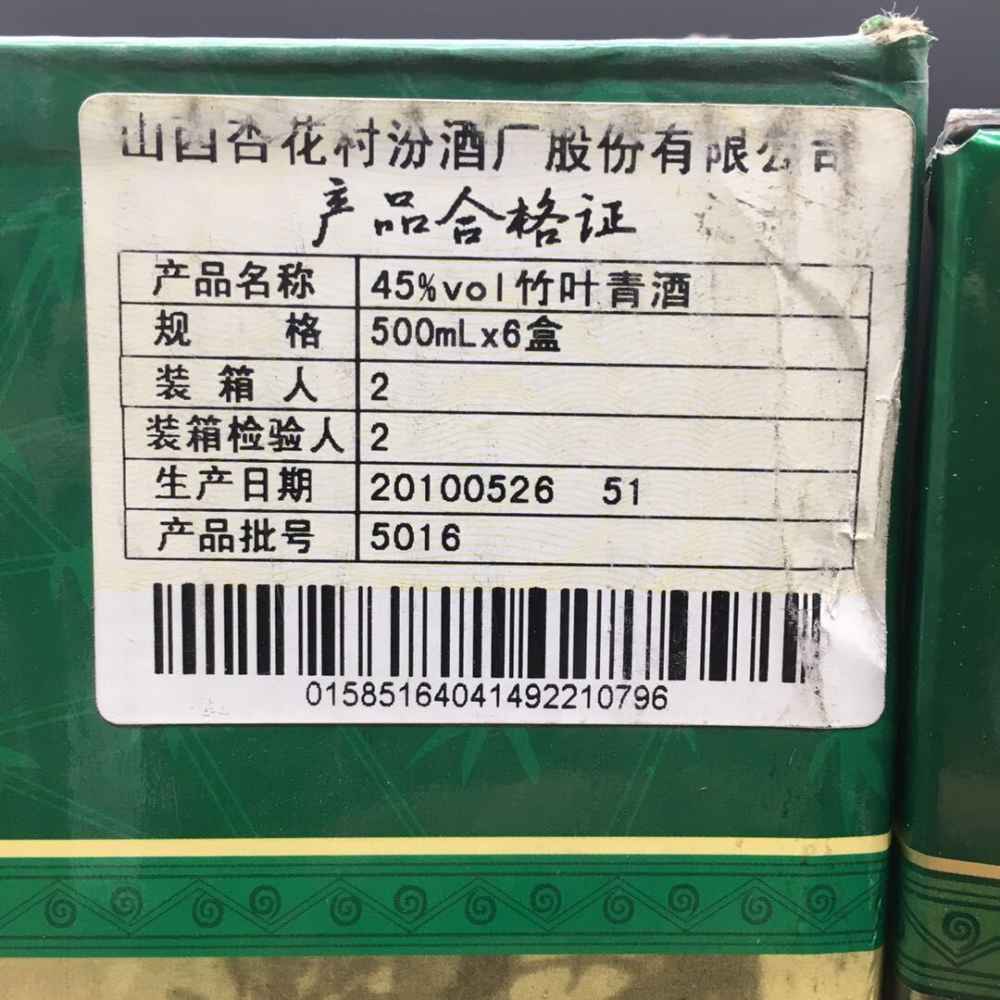 山西杏花村汾酒厂股份有限公司
产品合格证
产品名称 45%vol竹叶青酒
规 格 500mLx6盒
装 箱 人 2
装箱检验人 2
生产日期 20100526 51
产品批号 5016
01585164041492210796